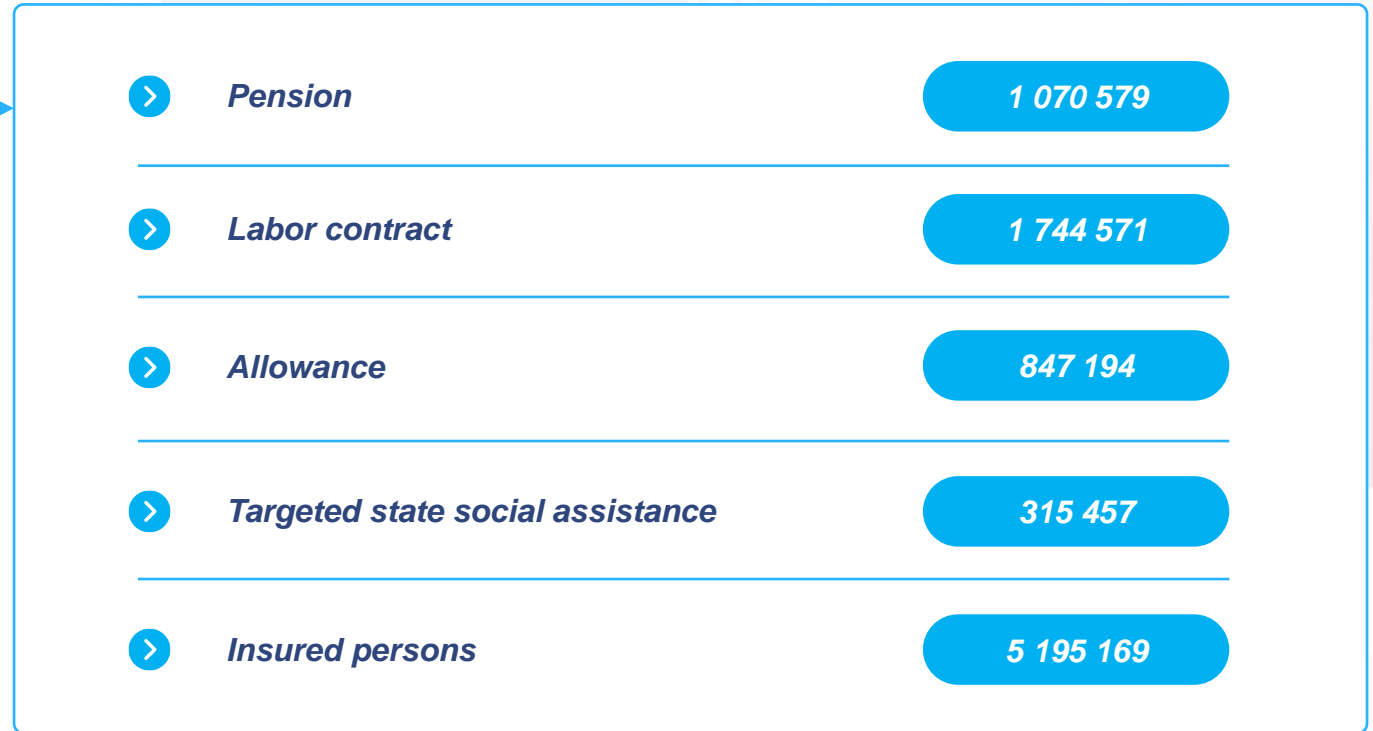 Pension 1 070 579
Labor contract 1 744 571
Allowance 847 194
Targeted state social assistance 315 457
Insured persons 5 195 169